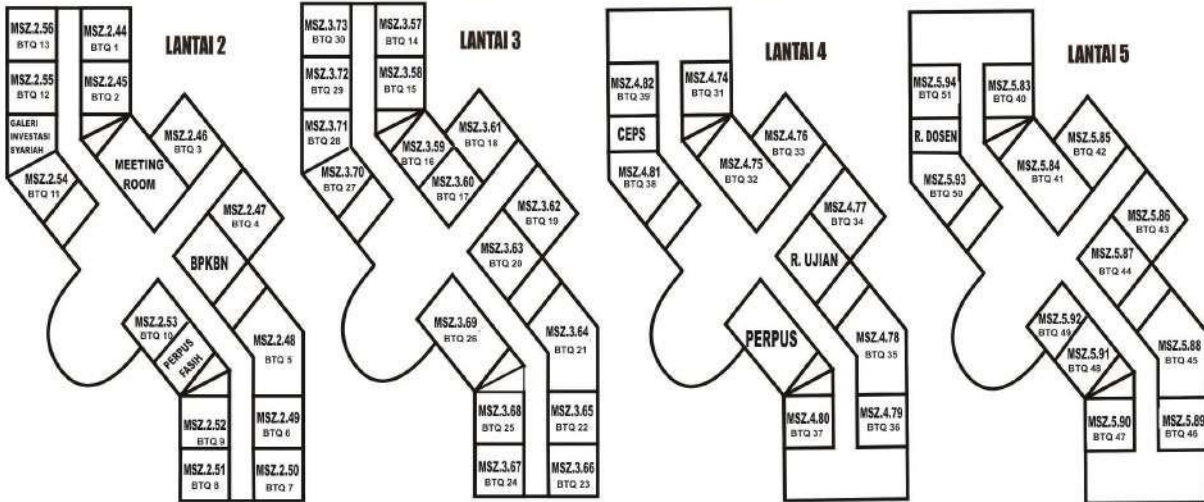 LANTAI 2
MSZ.2.56
BTQ 13
MSZ.2.44
BTQ 1
MSZ.2.55
BTQ 12
MSZ.2.45
BTQ 2
GALERI
INVESTASI
SYARIAH
MEETING
ROOM
MSZ.2.46
BTQ 3
MSZ.2.54
BTQ 11
MSZ.2.47
BTQ 4
BPKBN
MSZ.2.53
BTQ 10
PERPUS
FASIH
MSZ.2.48
BTQ 5
MSZ.2.52
BTQ 9
MSZ.2.49
BTQ 6
MSZ.2.51
BTQ 8
MSZ.2.50
BTQ 7
LANTAI 3
MSZ.3.73
BTQ 30
MSZ.3.57
BTQ 14
MSZ.3.72
BTQ 29
MSZ.3.58
BTQ 15
MSZ.3.71
BTQ 28
MSZ.3.59
BTQ 16
MSZ.3.61
BTQ 18
MSZ.3.70
BTQ 27
MSZ.3.60
BTQ 17
MSZ.3.62
BTQ 19
MSZ.3.63
BTQ 20
MSZ.3.69
BTQ 26
MSZ.3.64
BTQ 21
MSZ.3.68
BTQ 25
MSZ.3.65
BTQ 22
MSZ.3.67
BTQ 24
MSZ.3.66
BTQ 23
LANTAI 4
MSZ.4.82
BTQ 39
MSZ.4.74
BTQ 31
CEPS
MSZ.4.76
BTQ 33
MSZ.4.81
BTQ 38
MSZ.4.75
BTQ 32
MSZ.4.77
BTQ 34
R. UJIAN
PERPUS
MSZ.4.78
BTQ 35
MSZ.4.80
BTQ 37
MSZ.4.79
BTQ 36
LANTAI 5
MSZ.5.94
BTQ 51
MSZ.5.83
BTQ 40
R. DOSEN
MSZ.5.85
BTQ 42
MSZ.5.93
BTQ 50
MSZ.5.84
BTQ 41
MSZ.5.86
BTQ 43
MSZ.5.87
BTQ 44
MSZ.5.92
BTQ 49
MSZ.5.91
BTQ 48
MSZ.5.88
BTQ 45
MSZ.5.90
BTQ 47
MSZ.5.89
BTQ 46